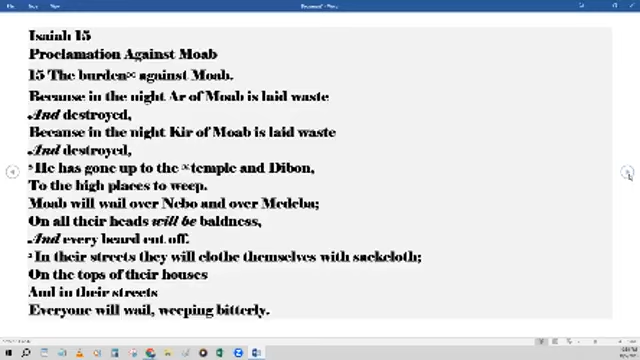 Isaiah 15
Proclamation Against Moab
15 The burden against Moab.
Because in the night Ar of Moab is laid waste
And destroyed,
Because in the night Kir of Moab is laid waste
And destroyed,
2 He has gone up to the temple and Dibon,
To the high places to weep.
Moab will wail over Nebo and over Medeba;
On all their heads will be baldness,
And every beard cut off.
3 In their streets they will clothe themselves with sackcloth;
On the tops of their houses
And in their streets
Everyone will wail, weeping bitterly.